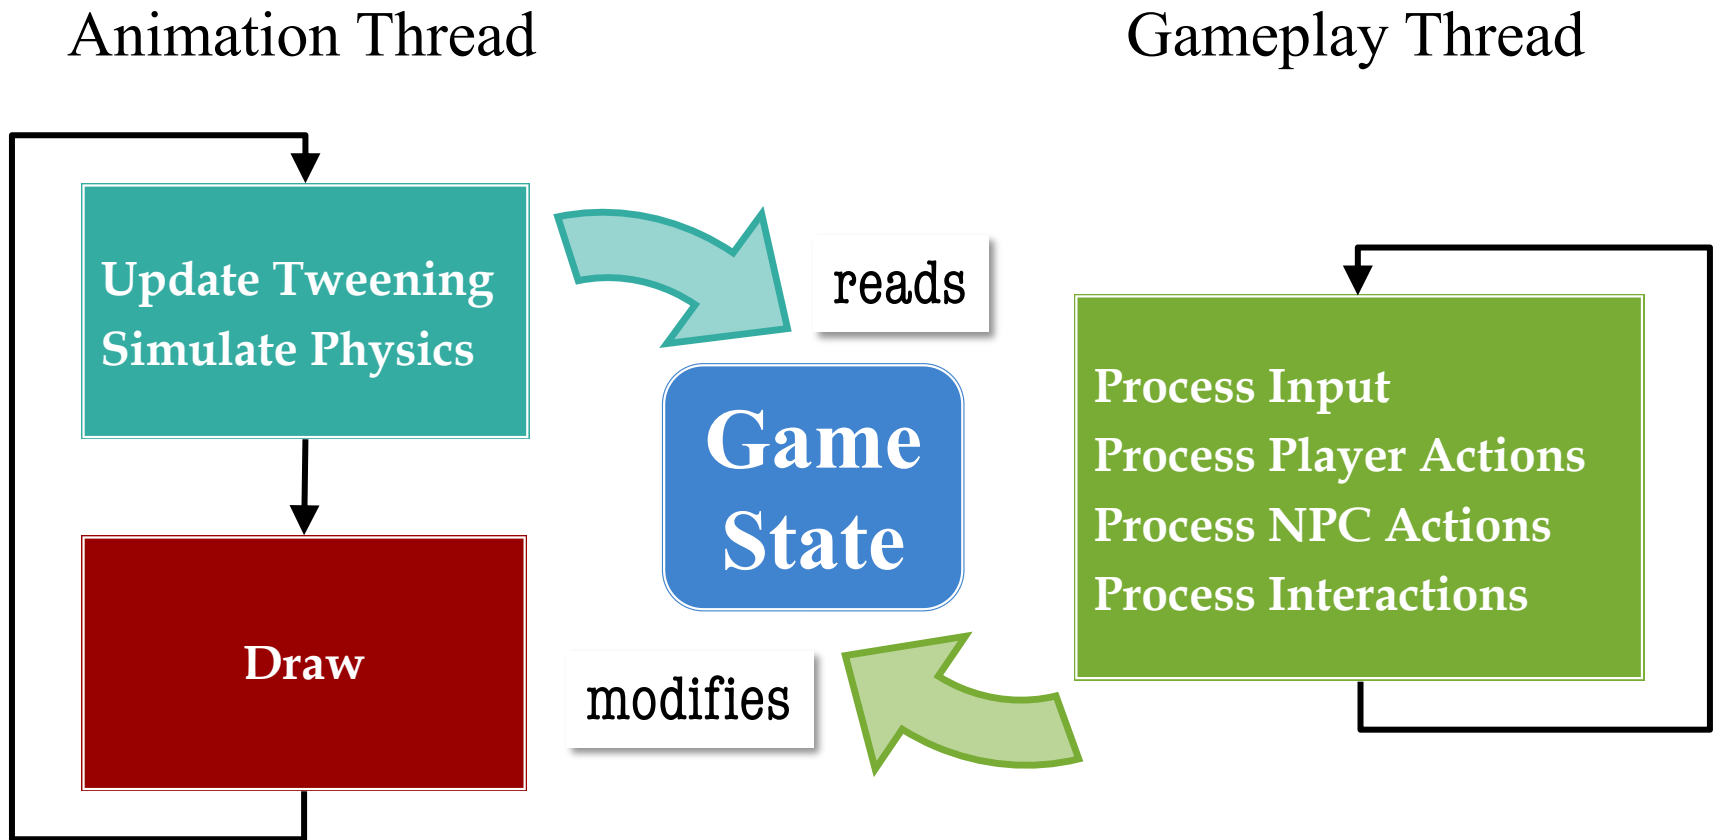 Animation Thread
Gameplay Thread
Update Tweening
Simulate Physics
Draw
reads
Game
State
modifies
Process Input
Process Player Actions
Process NPC Actions
Process Interactions